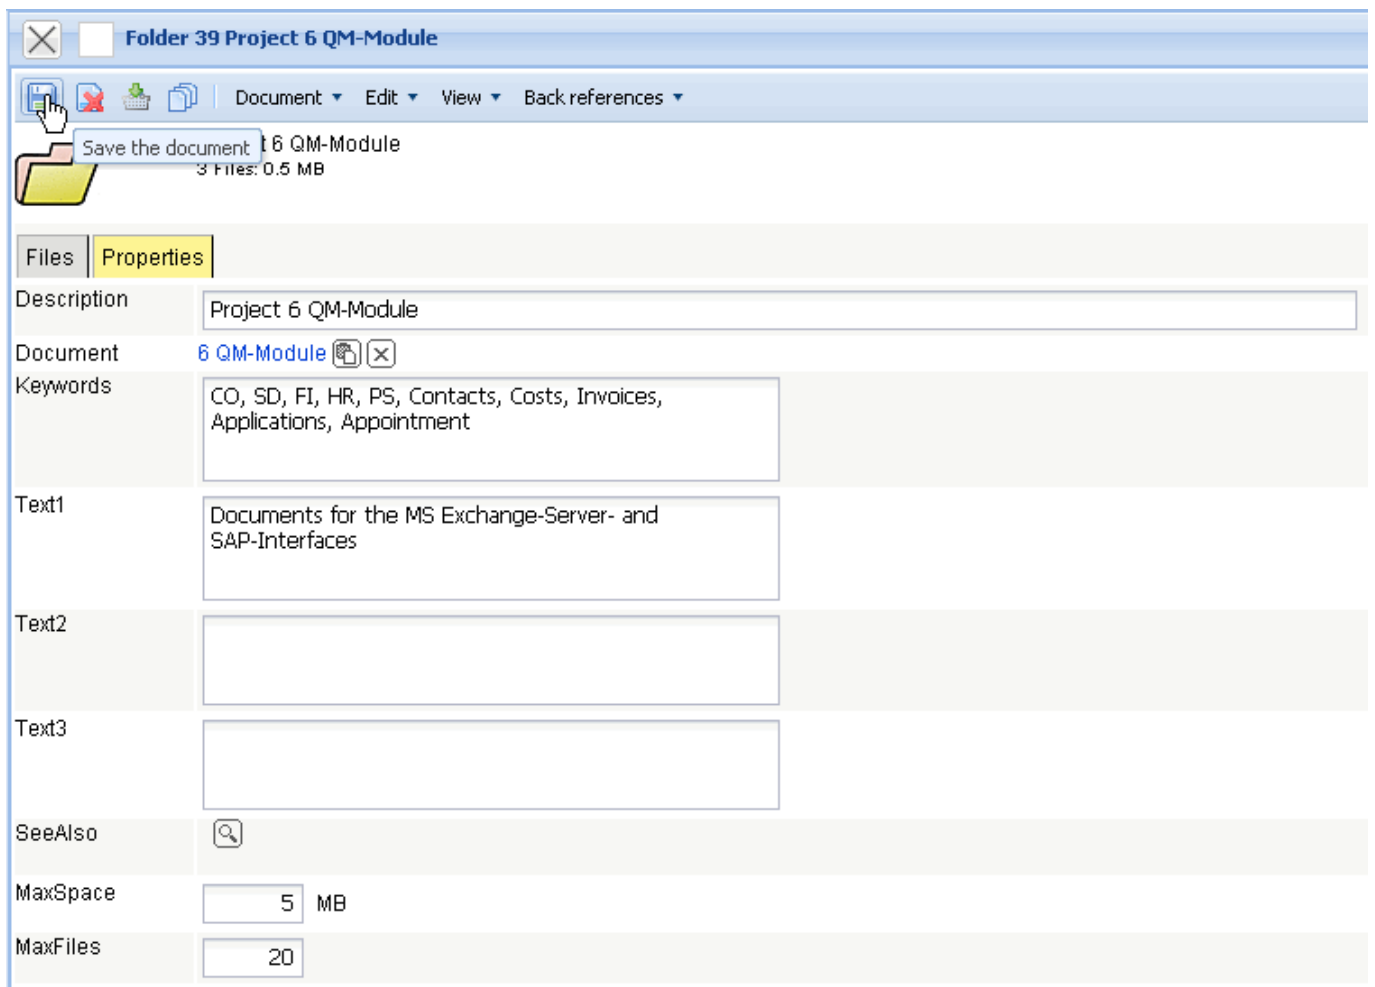 Folder 39 Project 6 QM-Module
Document Edit View Back references
Save the document
6 QM-Module
3 Files: 0.5 MB
Files Properties
Description Project 6 QM-Module
Document 6 QM-Module
Keywords CO, SD, FI, HR, PS, Contacts, Costs, Invoices,
Applications, Appointment
Text1 Documents for the MS Exchange-Server- and
SAP-Interfaces
Text2
Text3
SeeAlso
MaxSpace 5 MB
MaxFiles 20